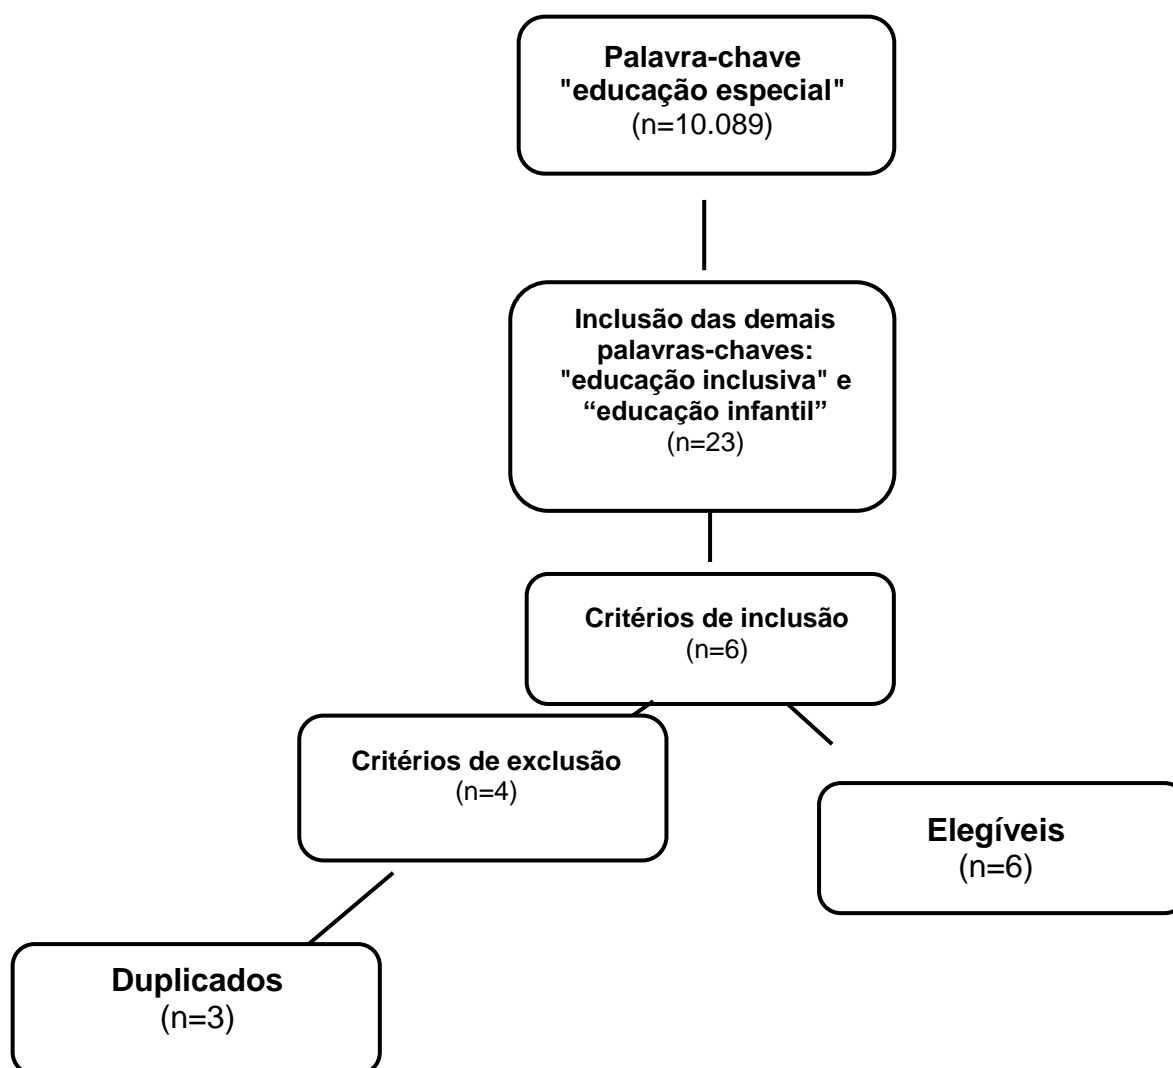 Palavra-chave
"educação especial"
(n=10.089)
Inclusão das demais
palavras-chaves:
"educação inclusiva" e
“educação infantil”
(n=23)
Critérios de inclusão
(n=6)
Critérios de exclusão
(n=4)
Elegíveis
(n=6)
Duplicados
(n=3)